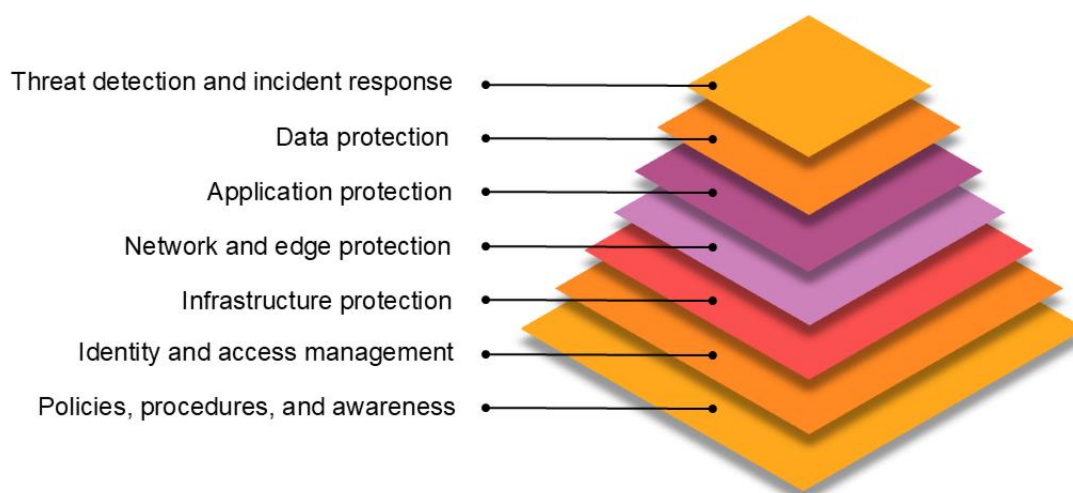 Threat detection and incident response
Data protection
Application protection
Network and edge protection
Infrastructure protection
Identity and access management
Policies, procedures, and awareness